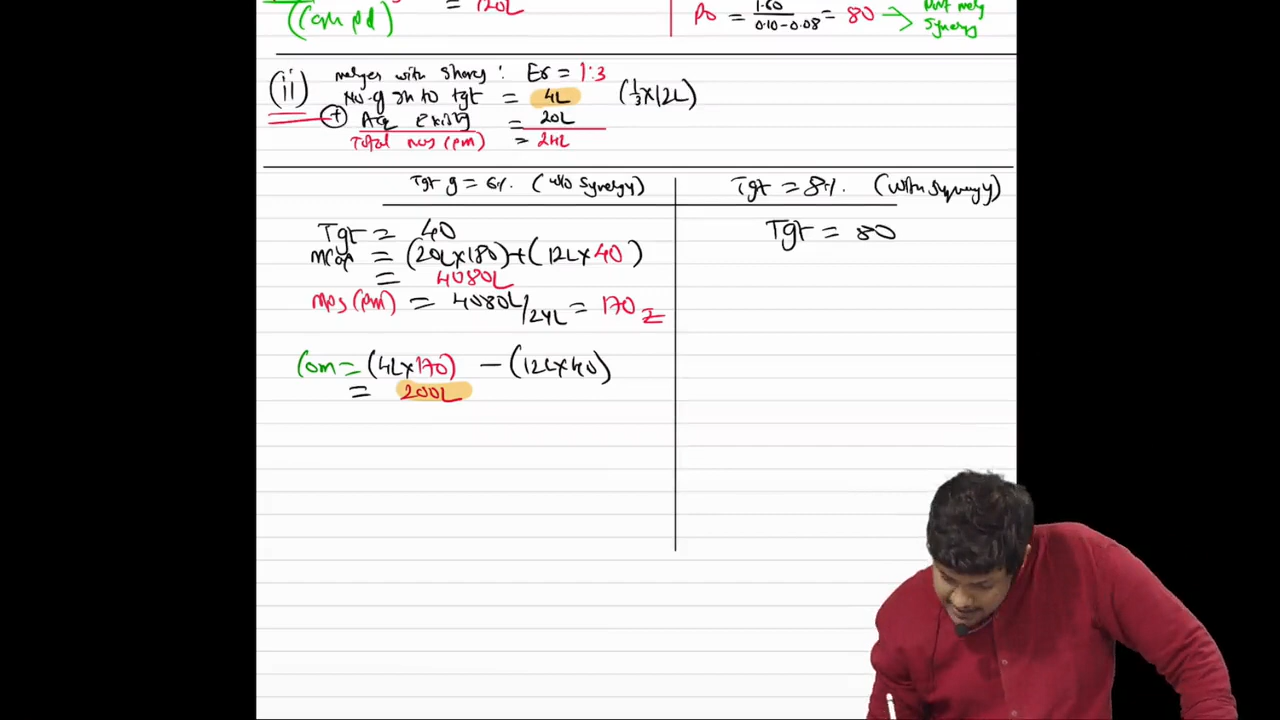 (Com pd) = 120L
P0 = 1.60 / 0.10-0.08 = 80 → Synergy
(ii) merger with shares: Er = 1:3
No. of sh to tgt = 4L (1/3 x 12L)
+ Acq existg = 20L
Total nos (pm) = 24L
Tgt g = 6%. (w/o Synergy)
Tgt = 40
mcap = (20L x 180) + (12L x 40)
= 4080L
mps (pm) = 4080L/24L = 170
Com = (4L x 170) - (12L x 40)
= 200L
Tgt = 8%. (with synergy)
Tgt = 80